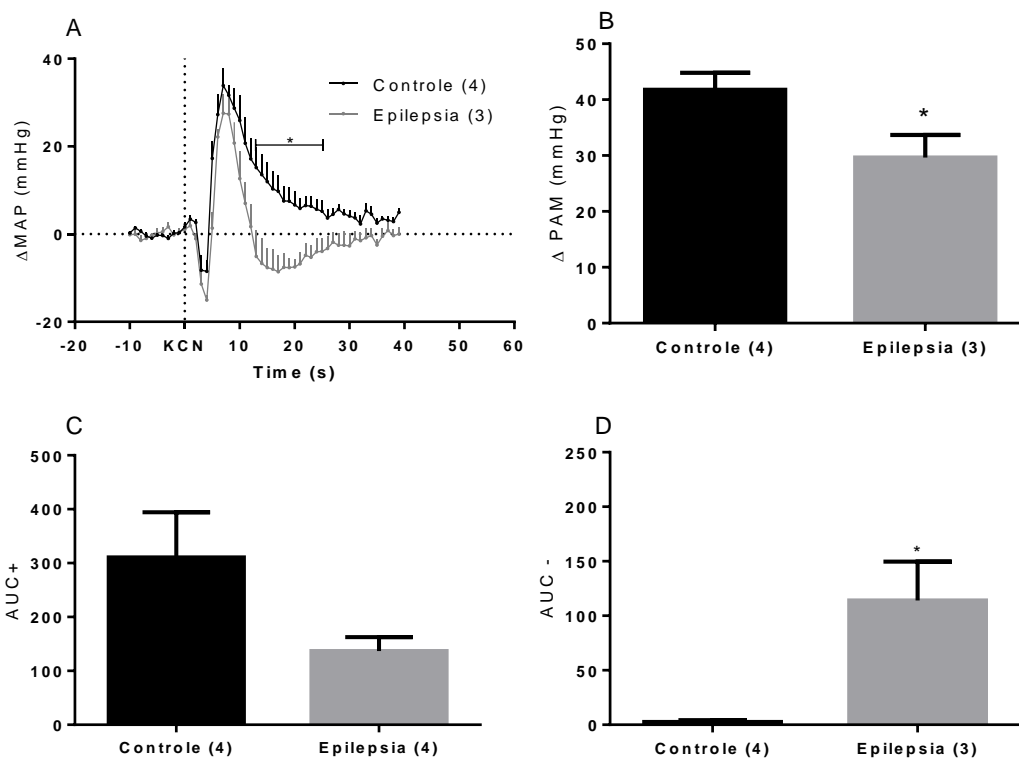 A
40
20
0
-20
ΔMAP (mmHg)
-20 -10 KCN 10 20 30 40 50 60
Time (s)
Controle (4)
Epilepsia (3)
*
B
50
40
30
20
10
0
Δ PAM (mmHg)
*
Controle (4) Epilepsia (3)
C
500
400
300
200
100
0
AUC+
Controle (4) Epilepsia (4)
D
250
200
150
100
50
0
AUC -
*
Controle (4) Epilepsia (3)